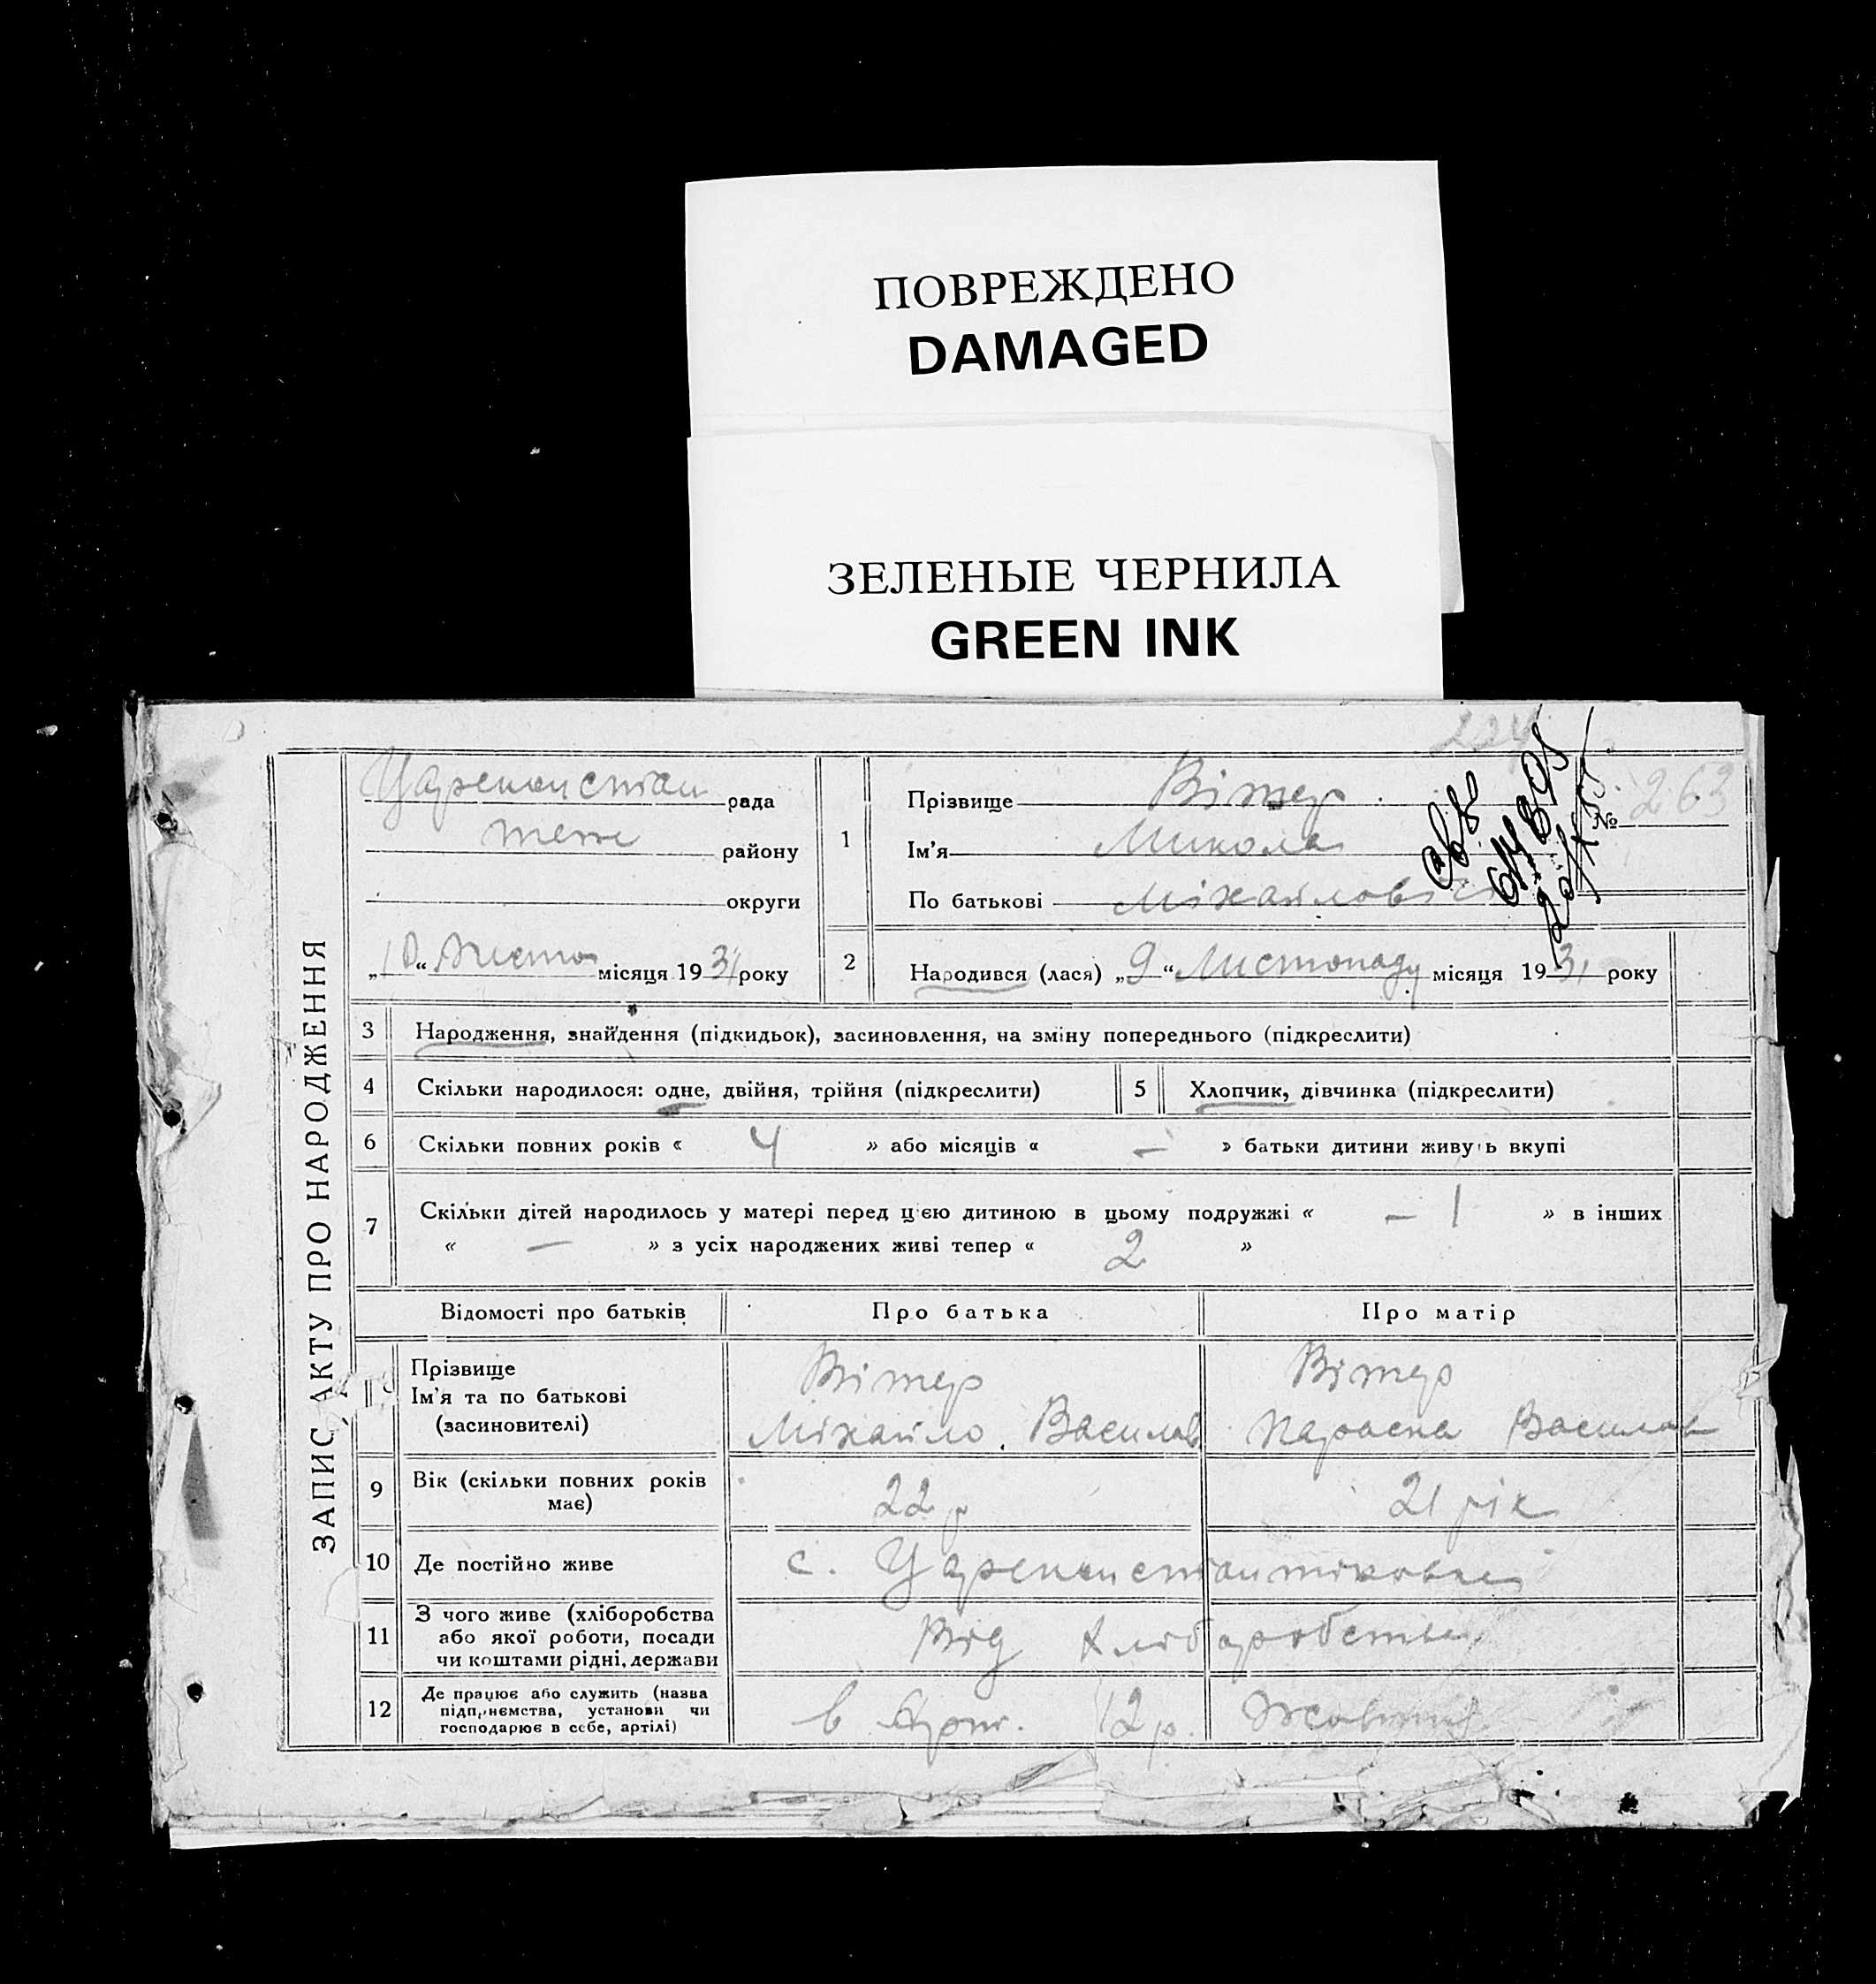 ПОВРЕЖДЕНО
DAMAGED
ЗЕЛЕНЫЕ ЧЕРНИЛА
GREEN INK
ЗАПИС АКТУ ПРО НАРОДЖЕННЯ
рада
району
округи
„10“ Листоп місяця 1931 року
1
Прізвище Вітер
Ім'я Микола
По батькові Міхайлович
№ 263
2
Народився (лася) „9“ Листопаду місяця 1931 року
3 Народження, знайдення (підкидьок), засиновлення, на зміну попереднього (підкреслити)
4 Скільки народилося: одне, двійня, трійня (підкреслити)
5 Хлопчик, дівчинка (підкреслити)
6 Скільки повних років « 4 » або місяців « — » батьки дитини живуть вкупі
7 Скільки дітей народилось у матері перед цією дитиною в цьому подружжі « — 1 » в інших
« — » з усіх народжених живі тепер « 2 »
Відомості про батьків Про батька Про матір
Прізвище Вітер Вітер
Ім'я та по батькові
(засиновителі) Міхайло Василов Параска Василов
9 Вік (скільки повних років має) 22 р 21 рік
10 Де постійно живе с.
11 З чого живе (хліборобства
або якої роботи, посади
чи коштами рідні, держави Від хліборобства
12 Де працює або служить (назва
підприємства, установи чи
господарює в себе, артілі) в Арт. 12 р.